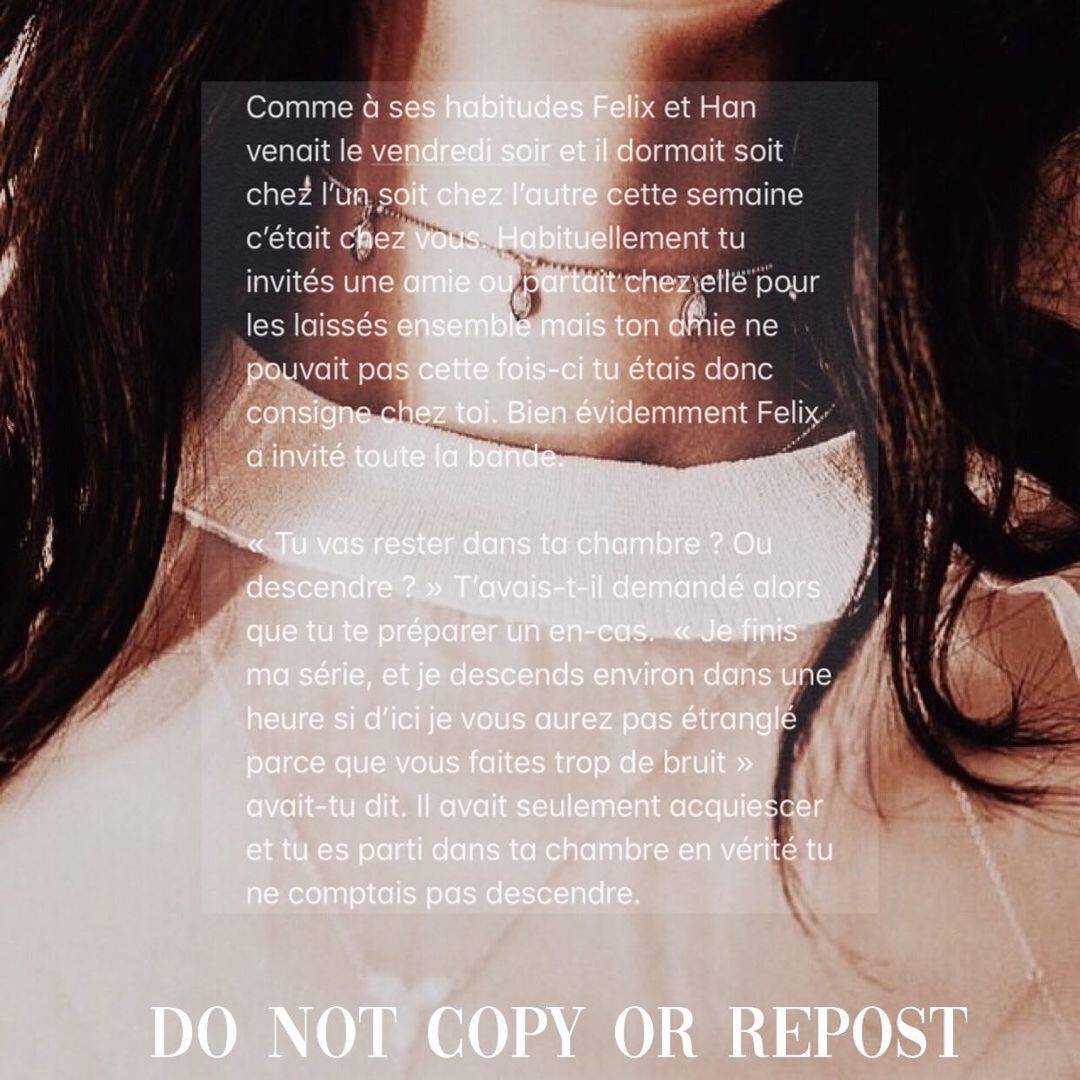 Comme à ses habitudes Felix et Han
venait le vendredi soir et il dormait soit
chez l’un soit chez l’autre cette semaine
c’était chez vous. Habituellement tu
invités une amie ou partait chez elle pour
les laissés ensemble mais ton amie ne
pouvait pas cette fois-ci tu étais donc
consigne chez toi. Bien évidemment Felix
a invité toute la bande.
« Tu vas rester dans ta chambre ? Ou
descendre ? » T’avais-t-il demandé alors
que tu te préparer un en-cas. « Je finis
ma série, et je descends environ dans une
heure si d’ici je vous aurez pas étranglé
parce que vous faites trop de bruit »
avait-tu dit. Il avait seulement acquiescer
et tu es parti dans ta chambre en vérité tu
ne comptais pas descendre.
DO NOT COPY OR REPOST